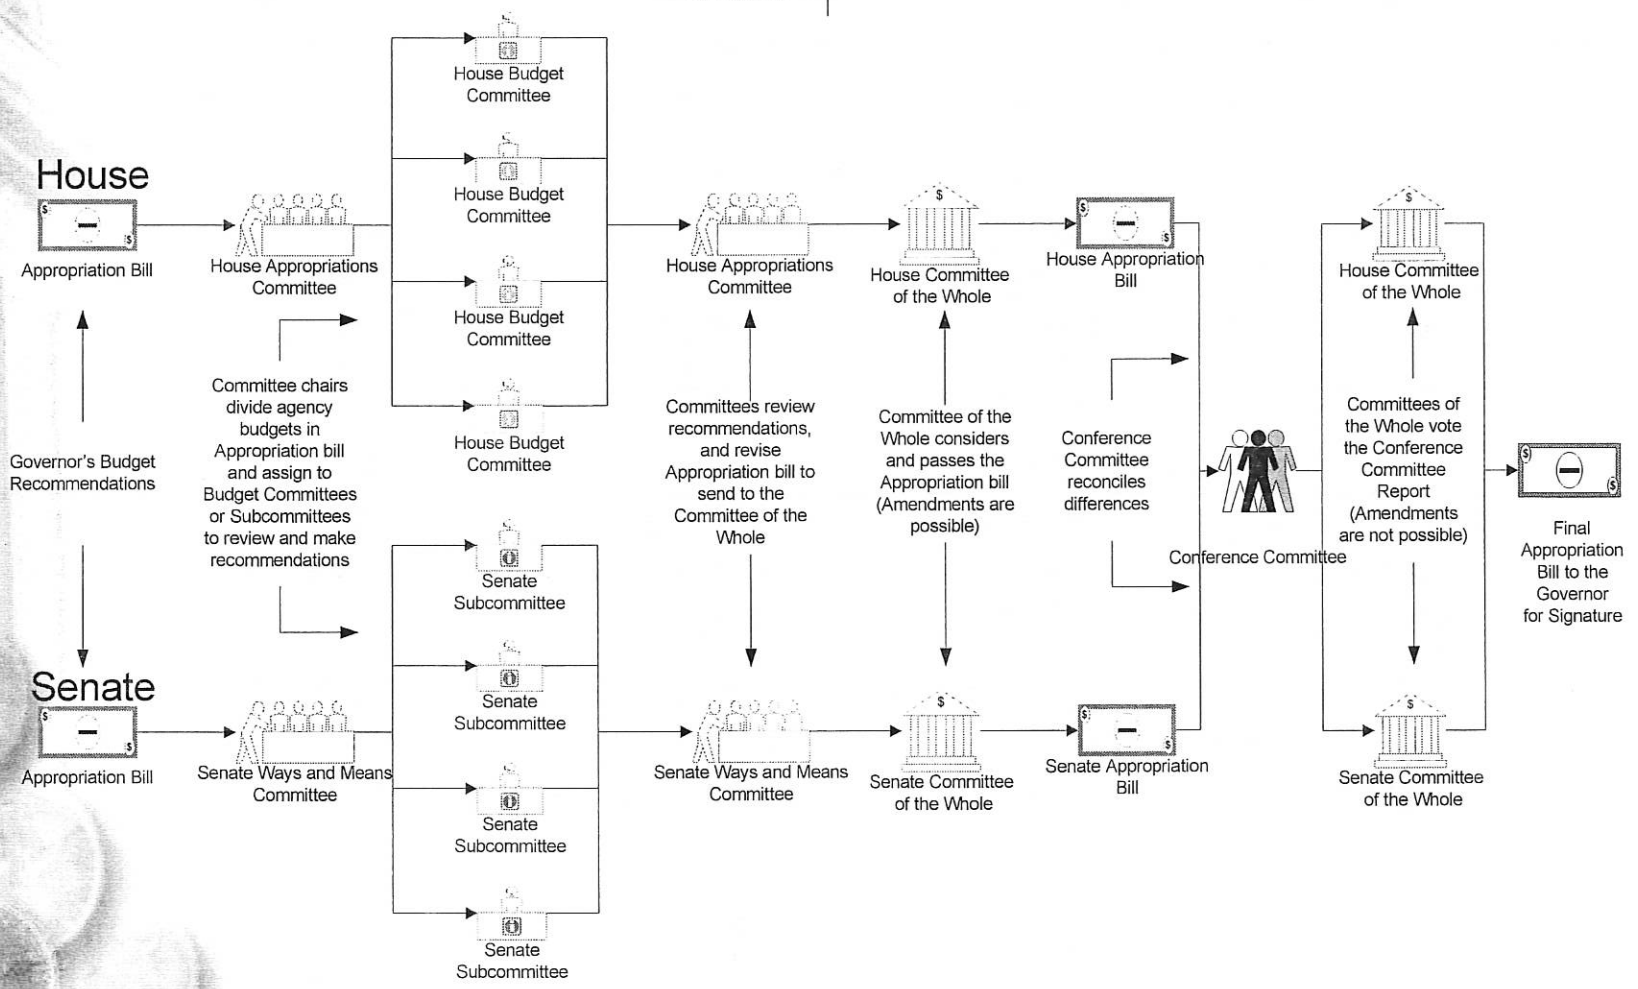 House
$
$
Appropriation Bill
House Appropriations
Committee
House Budget
Committee
House Budget
Committee
House Budget
Committee
House Budget
Committee
House Appropriations
Committee
$
House Committee
of the Whole
$
$
House Appropriation
Bill
$
House Committee
of the Whole
Governor's Budget
Recommendations
Committee chairs
divide agency
budgets in
Appropriation bill
and assign to
Budget Committees
or Subcommittees
to review and make
recommendations
Committees review
recommendations,
and revise
Appropriation bill to
send to the
Committee of the
Whole
Committee of the
Whole considers
and passes the
Appropriation bill
(Amendments are
possible)
Conference
Committee
reconciles
differences
Conference Committee
Committees of
the Whole vote
the Conference
Committee
Report
(Amendments
are not possible)
$
$
Final
Appropriation
Bill to the
Governor
for Signature
Senate
$
$
Appropriation Bill
Senate Ways and Means
Committee
Senate
Subcommittee
Senate
Subcommittee
Senate
Subcommittee
Senate
Subcommittee
Senate Ways and Means
Committee
$
Senate Committee
of the Whole
$
$
Senate Appropriation
Bill
$
Senate Committee
of the Whole